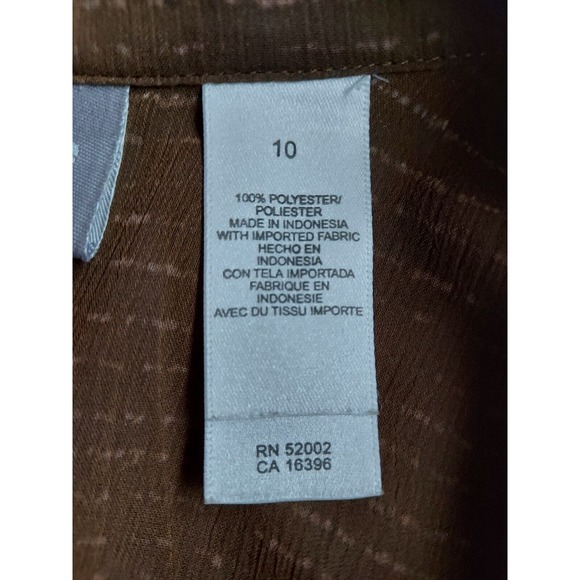 10
100% POLYESTER/
POLIESTER
MADE IN INDONESIA
WITH IMPORTED FABRIC
HECHO EN
INDONESIA
CON TELA IMPORTADA
FABRIQUE EN
INDONESIE
AVEC DU TISSU IMPORTE
RN 52002
CA 16396